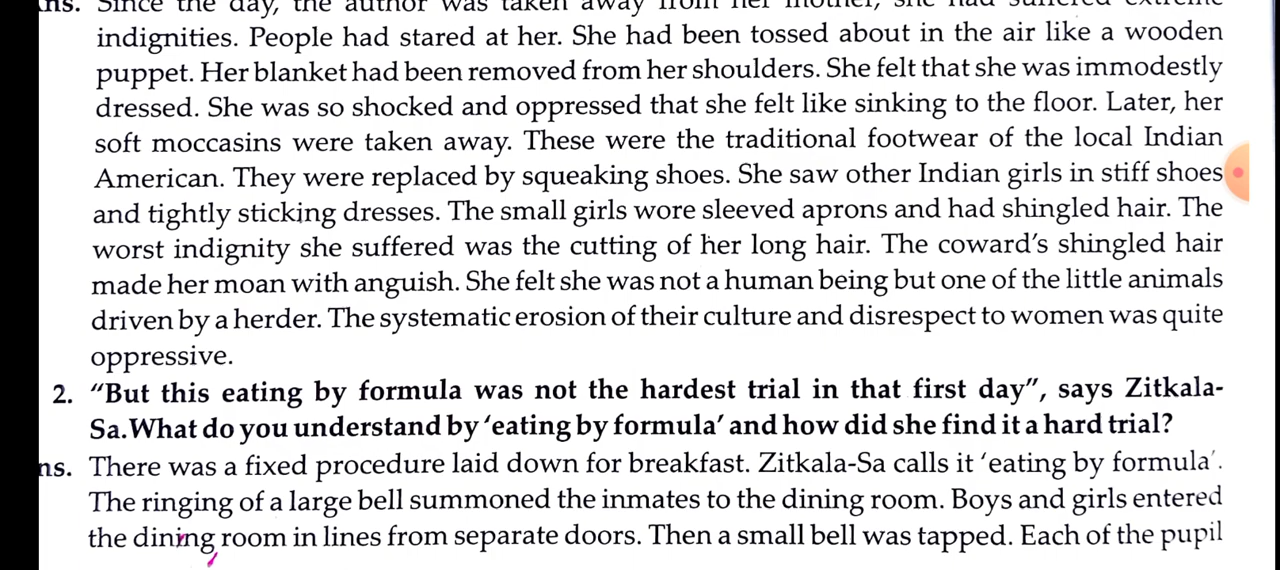 ns. Since the day, the author was taken away from her mother, she had suffered extreme
indignities. People had stared at her. She had been tossed about in the air like a wooden
puppet. Her blanket had been removed from her shoulders. She felt that she was immodestly
dressed. She was so shocked and oppressed that she felt like sinking to the floor. Later, her
soft moccasins were taken away. These were the traditional footwear of the local Indian
American. They were replaced by squeaking shoes. She saw other Indian girls in stiff shoes
and tightly sticking dresses. The small girls wore sleeved aprons and had shingled hair. The
worst indignity she suffered was the cutting of her long hair. The coward's shingled hair
made her moan with anguish. She felt she was not a human being but one of the little animals
driven by a herder. The systematic erosion of their culture and disrespect to women was quite
oppressive.
2. "But this eating by formula was not the hardest trial in that first day", says Zitkala-
Sa.What do you understand by 'eating by formula' and how did she find it a hard trial?
ns. There was a fixed procedure laid down for breakfast. Zitkala-Sa calls it 'eating by formula'.
The ringing of a large bell summoned the inmates to the dining room. Boys and girls entered
the dining room in lines from separate doors. Then a small bell was tapped. Each of the pupil